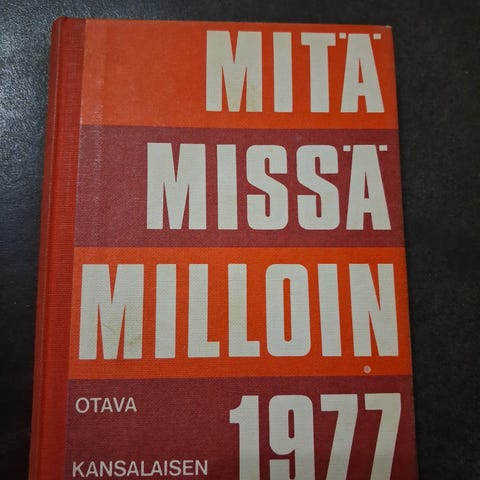 MITÄ
MISSÄ
MILLOIN
OTAVA
1977
KANSALAISEN